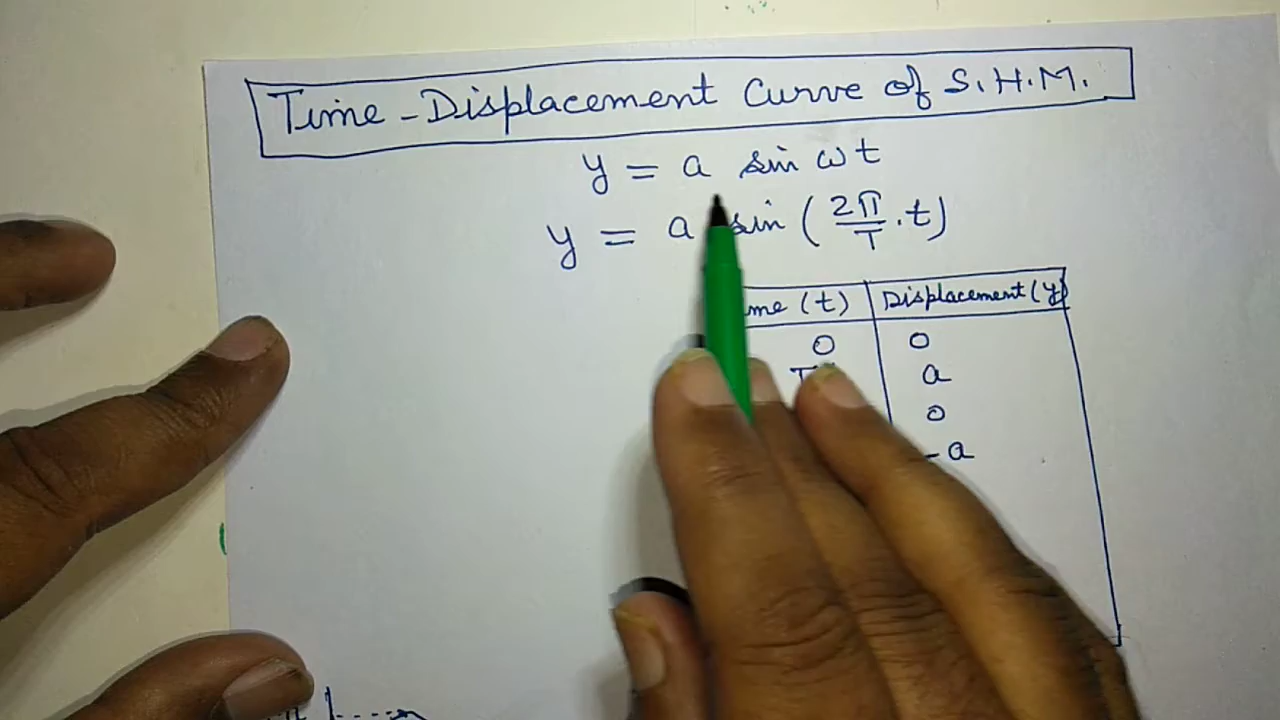 Time - Displacement Curve of S.H.M.
y = a sin ωt
y = a sin ( 2π/T . t)
Displacement (y)
(t)
0 0
a
0
- a